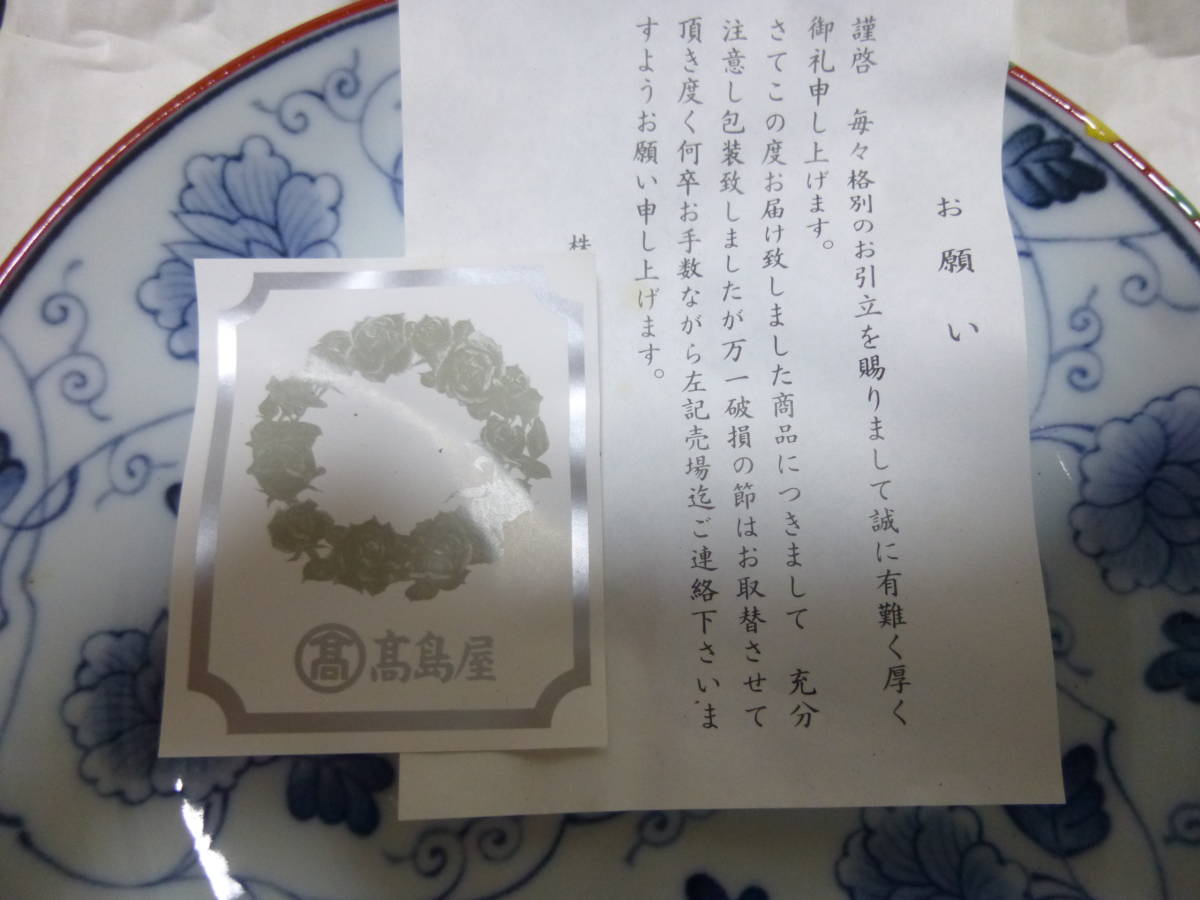 お願い
謹啓　毎々格別のお引立を賜りまして誠に有難く厚く
御礼申し上げます。
さてこの度お届け致しました商品につきまして　充分
注意し包装致しましたが万一破損の節はお取替させて
頂き度く何卒お手数ながら左記売場迄ご連絡下さいま
すようお願い申し上げます。
株
髙
髙島屋